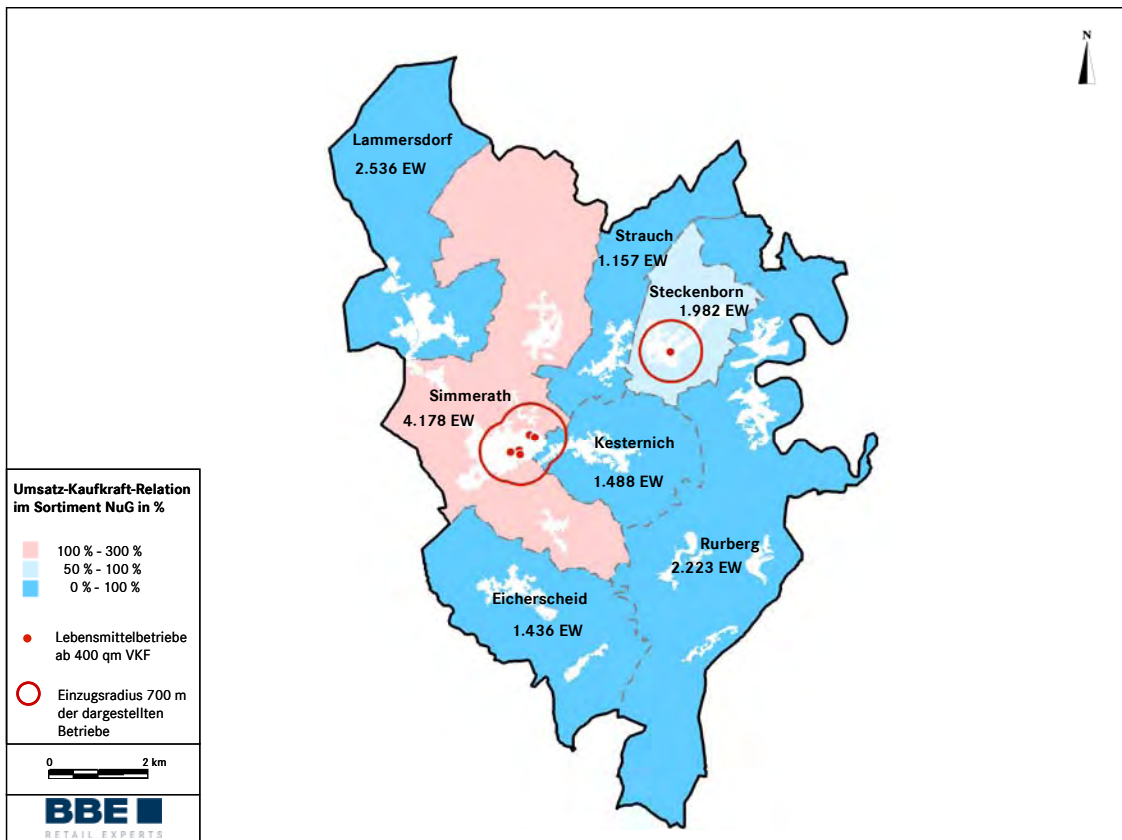 N
Lammersdorf
2.536 EW
Strauch
1.157 EW
Steckenborn
1.982 EW
Simmerath
4.178 EW
Kesternich
1.488 EW
Rurberg
2.223 EW
Eicherscheid
1.436 EW
Umsatz-Kaufkraft-Relation
im Sortiment NuG in %
100 % - 300 %
50 % - 100 %
0 % - 100 %
Lebensmittelbetriebe
ab 400 qm VKF
Einzugsradius 700 m
der dargestellten
Betriebe
0 2 km
BBE
RETAIL EXPERTS